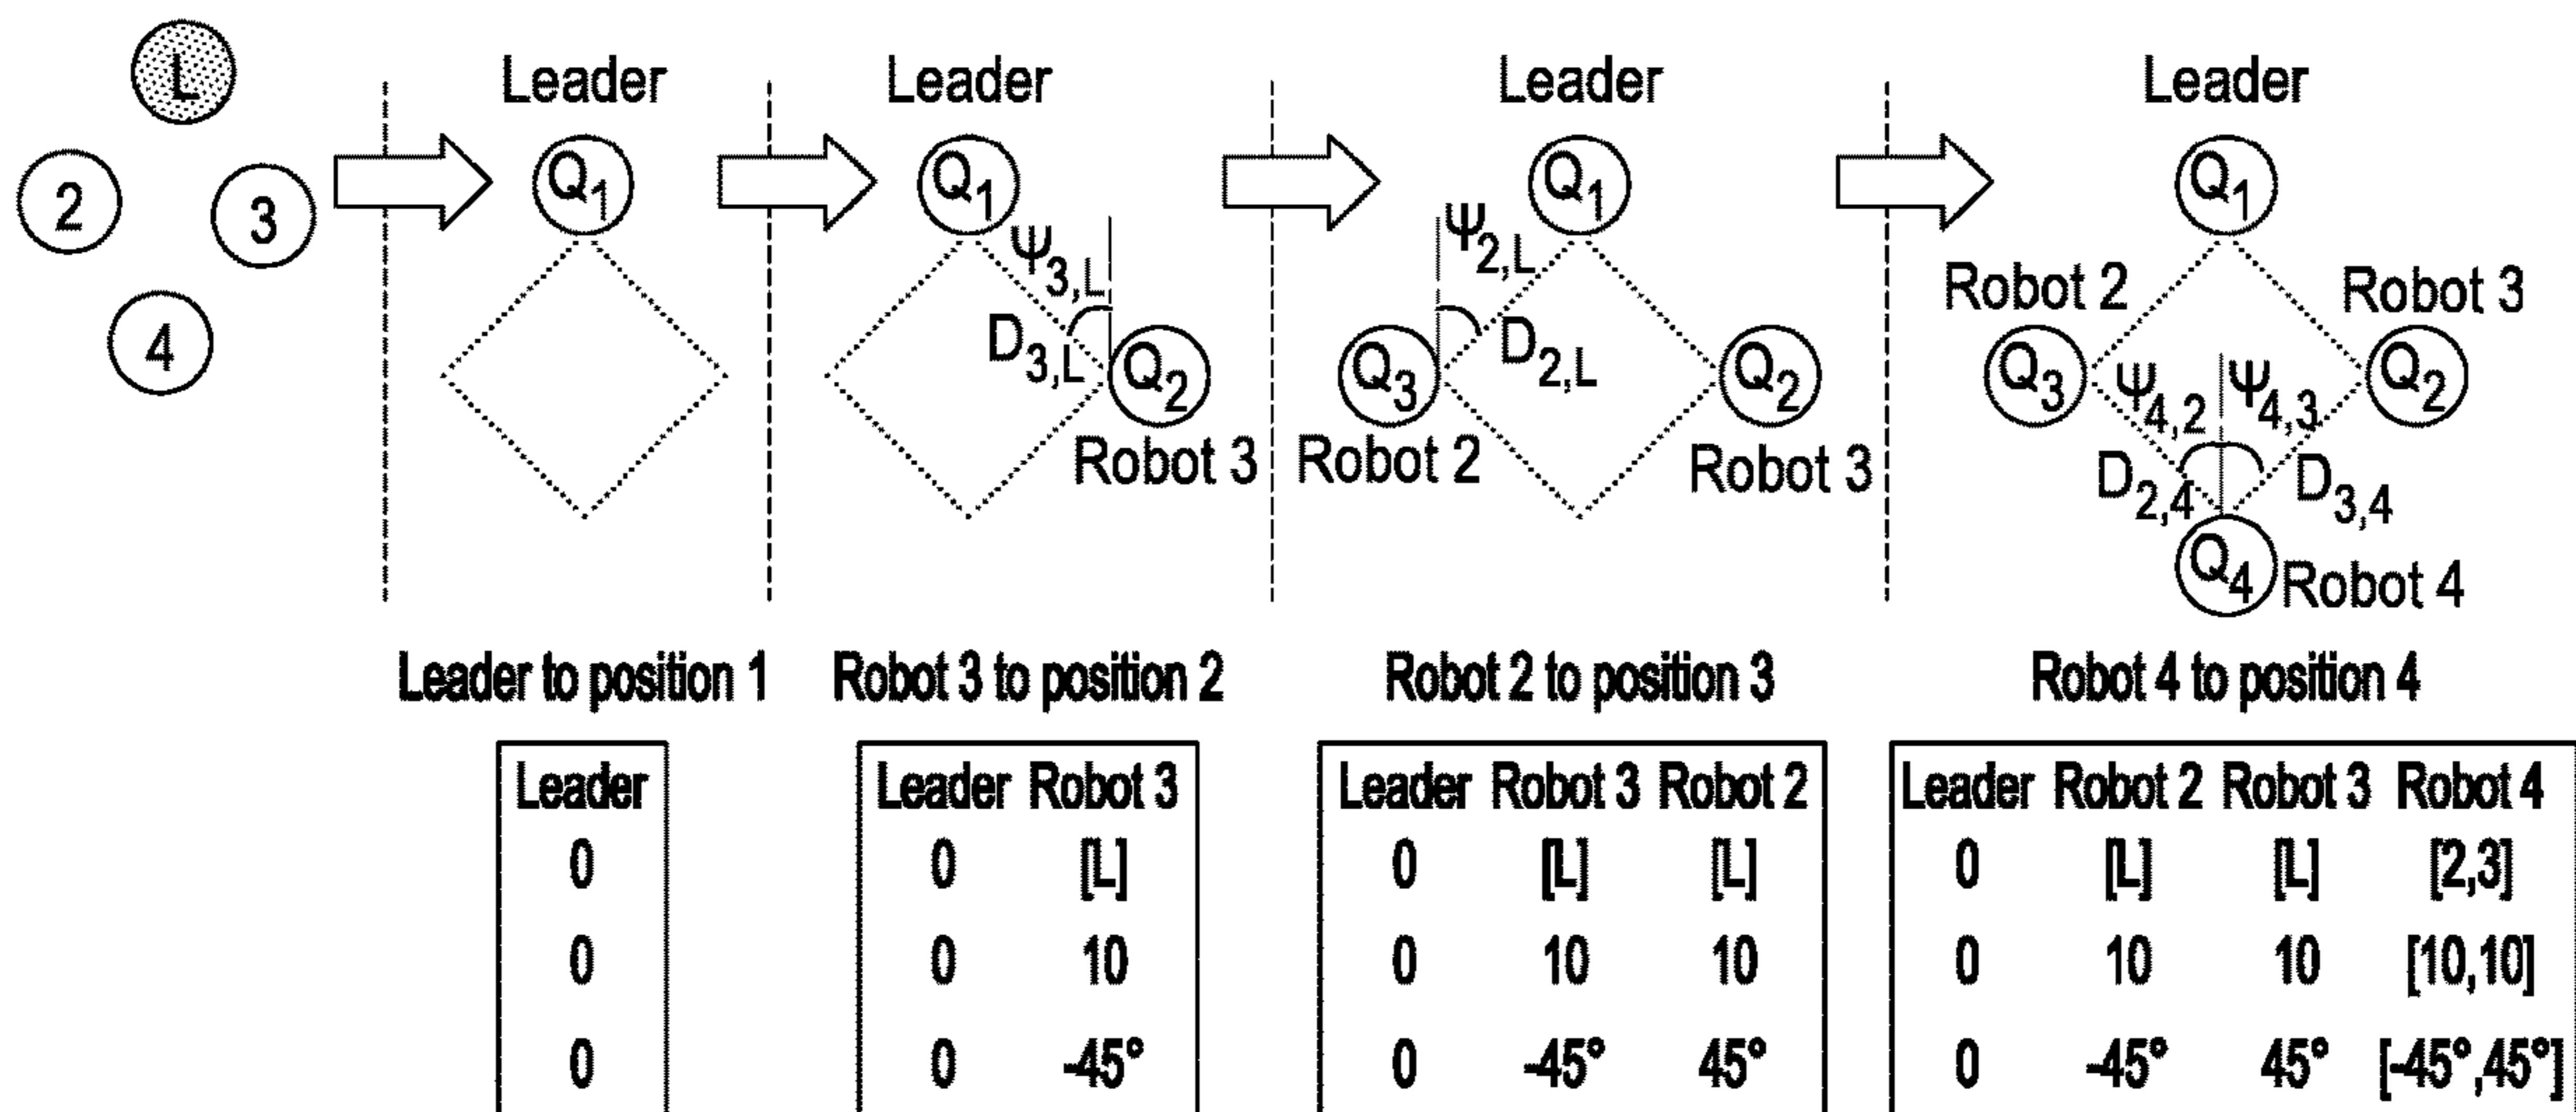 L
2
3
4
Leader
Q1
Leader
Q1
Ψ3,L
D3,L
Q2
Robot 3
Leader
Q1
Ψ2,L
D2,L
Q3
Q2
Robot 2
Robot 3
Leader
Q1
Robot 2
Robot 3
Q3
Q2
Ψ4,2
Ψ4,3
D2,4
D3,4
Q4
Robot 4
Leader to position 1
Robot 3 to position 2
Robot 2 to position 3
Robot 4 to position 4
Leader
0
0
0
Leader Robot 3
0 [L]
0 10
0 -45°
Leader Robot 3 Robot 2
0 [L] [L]
0 10 10
0 -45° 45°
Leader Robot 2 Robot 3 Robot 4
0 [L] [L] [2,3]
0 10 10 [10,10]
0 -45° 45° [-45°,45°]